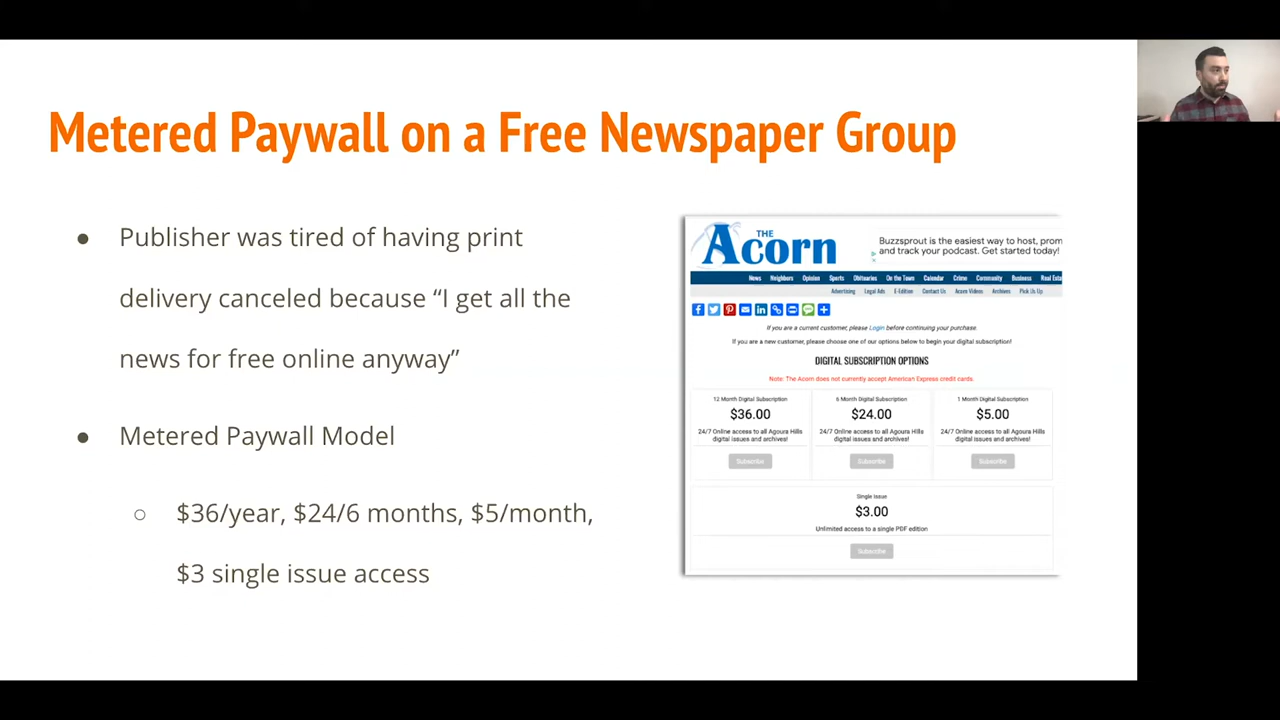 Metered Paywall on a Free Newspaper Group
● Publisher was tired of having print
delivery canceled because “I get all the
news for free online anyway”
● Metered Paywall Model
○ $36/year, $24/6 months, $5/month,
$3 single issue access
THE
Acorn
Buzzsprout is the easiest way to host, prom
and track your podcast. Get started today!
News Neighbors Opinion Sports Obituaries On the Town Calendar Crime Community Business Real Esta
Advertising Legal Ads E-Edition Contact Us Acorn Videos Archives Pick Us Up
If you are a current customer, please Login before continuing your purchase.
If you are a new customer, please choose one of our options below to begin your digital subscription!
DIGITAL SUBSCRIPTION OPTIONS
Note: The Acorn does not currently accept American Express credit cards.
12 Month Digital Subscription
$36.00
24/7 Online access to all Agoura Hills
digital issues and archives!
Subscribe
6 Month Digital Subscription
$24.00
24/7 Online access to all Agoura Hills
digital issues and archives!
Subscribe
1 Month Digital Subscription
$5.00
24/7 Online access to all Agoura Hills
digital issues and archives!
Subscribe
Single Issue
$3.00
Unlimited access to a single PDF edition
Subscribe